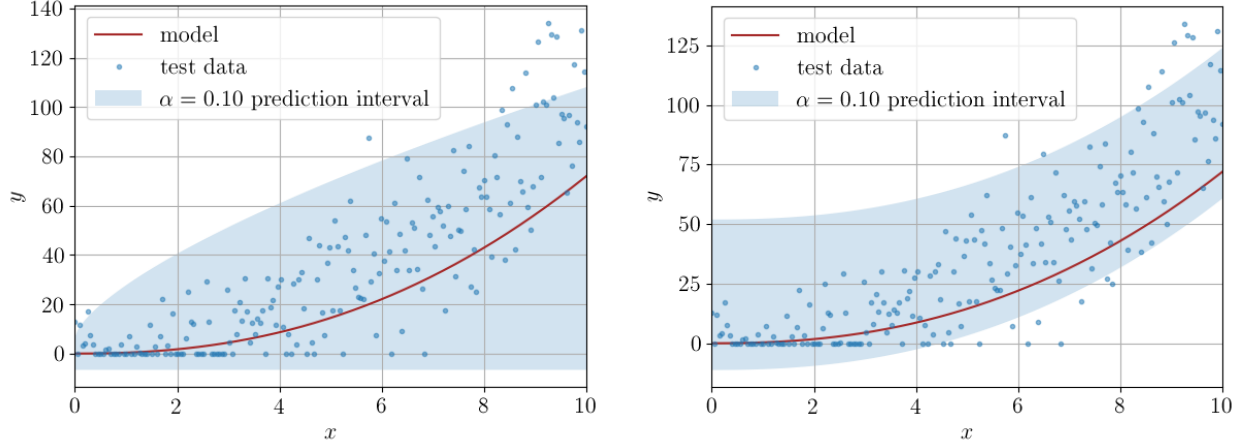 140
120
100
80
60
40
20
0
y
model
test data
α = 0.10 prediction interval
0
2
4
6
8
10
x
125
100
75
50
25
0
y
model
test data
α = 0.10 prediction interval
0
2
4
6
8
10
x